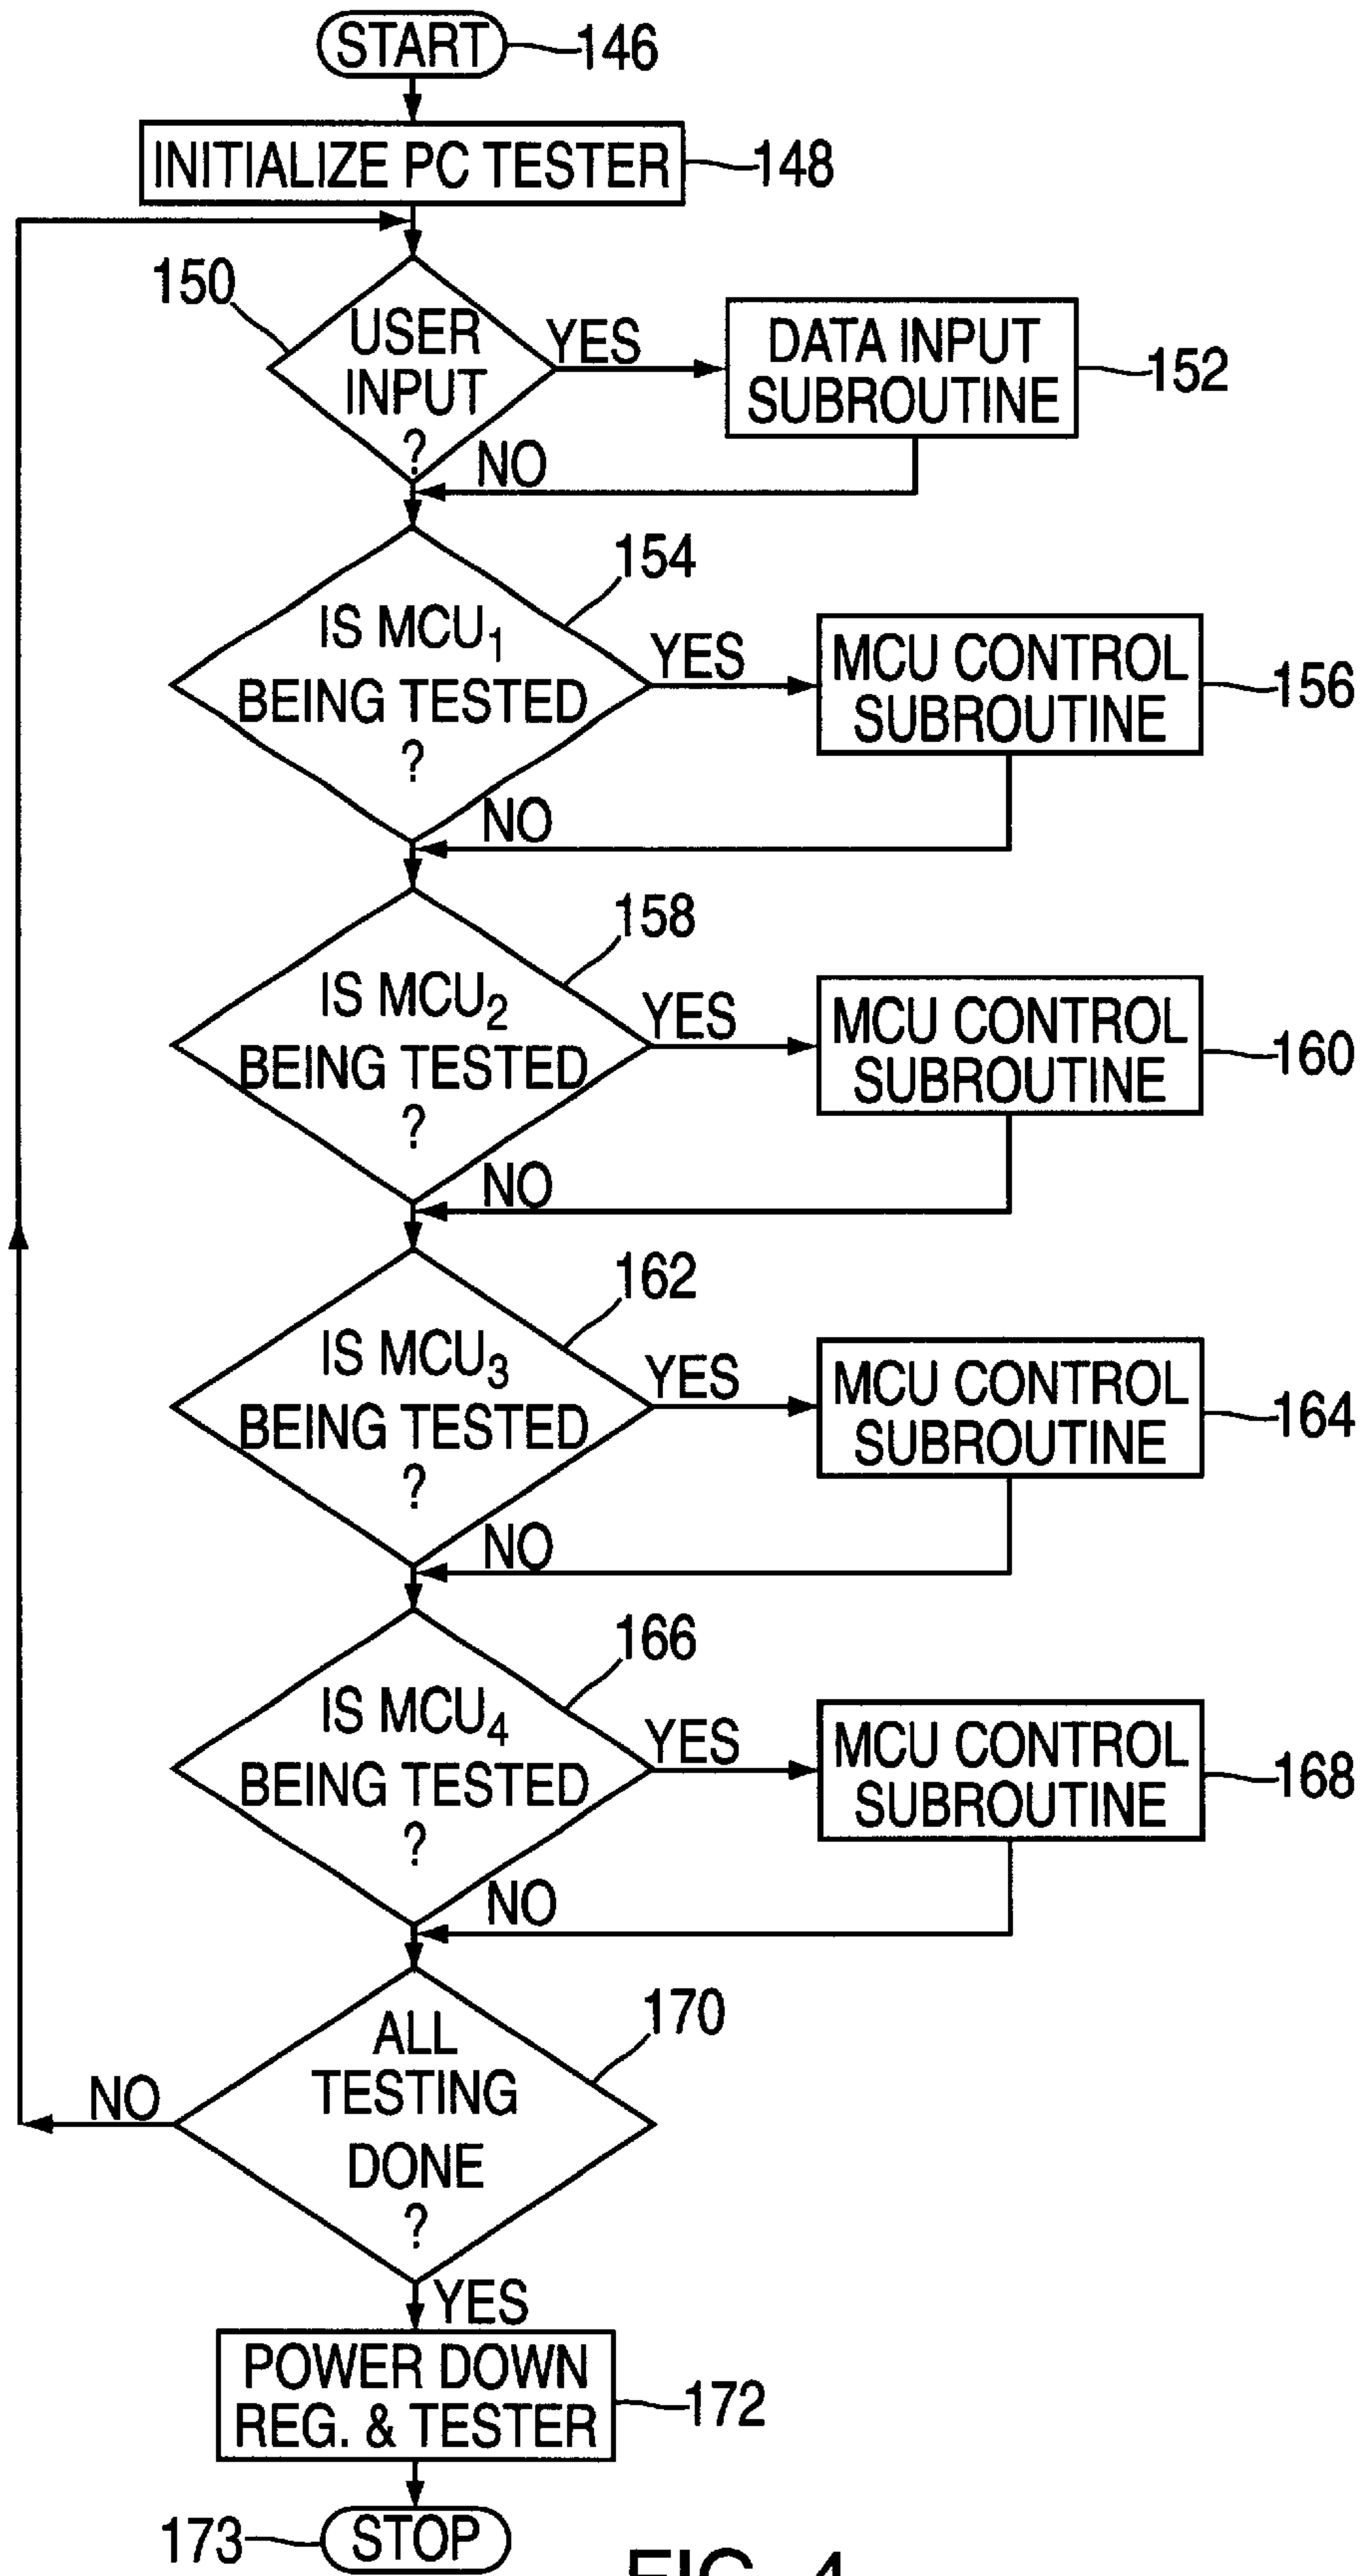 START
146
INITIALIZE PC TESTER
148
150
USER
INPUT
?
YES
DATA INPUT
SUBROUTINE
152
NO
154
IS MCU1
BEING TESTED
?
YES
MCU CONTROL
SUBROUTINE
156
NO
158
IS MCU2
BEING TESTED
?
YES
MCU CONTROL
SUBROUTINE
160
NO
162
IS MCU3
BEING TESTED
?
YES
MCU CONTROL
SUBROUTINE
164
NO
166
IS MCU4
BEING TESTED
?
YES
MCU CONTROL
SUBROUTINE
168
NO
170
ALL
TESTING
DONE
?
NO
YES
POWER DOWN
REG. & TESTER
172
173
STOP
FIG. 4